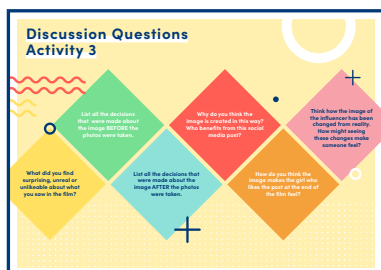 Discussion Questions
Activity 3
List all the decisions
that were made about
the image BEFORE the
photos were taken.
Why do you think the
image is created in this way?
Who benefits from this social
media post?
Think how the image of
the influencer has been
changed from reality.
How might seeing
these changes make
someone feel?
What did you find
surprising, unreal or
unlikeable about what
you saw in the film?
List all the decisions that
were made about the
image AFTER the photos
were taken.
How do you think the
image makes the girl who
likes the post at the end of
the film feel?